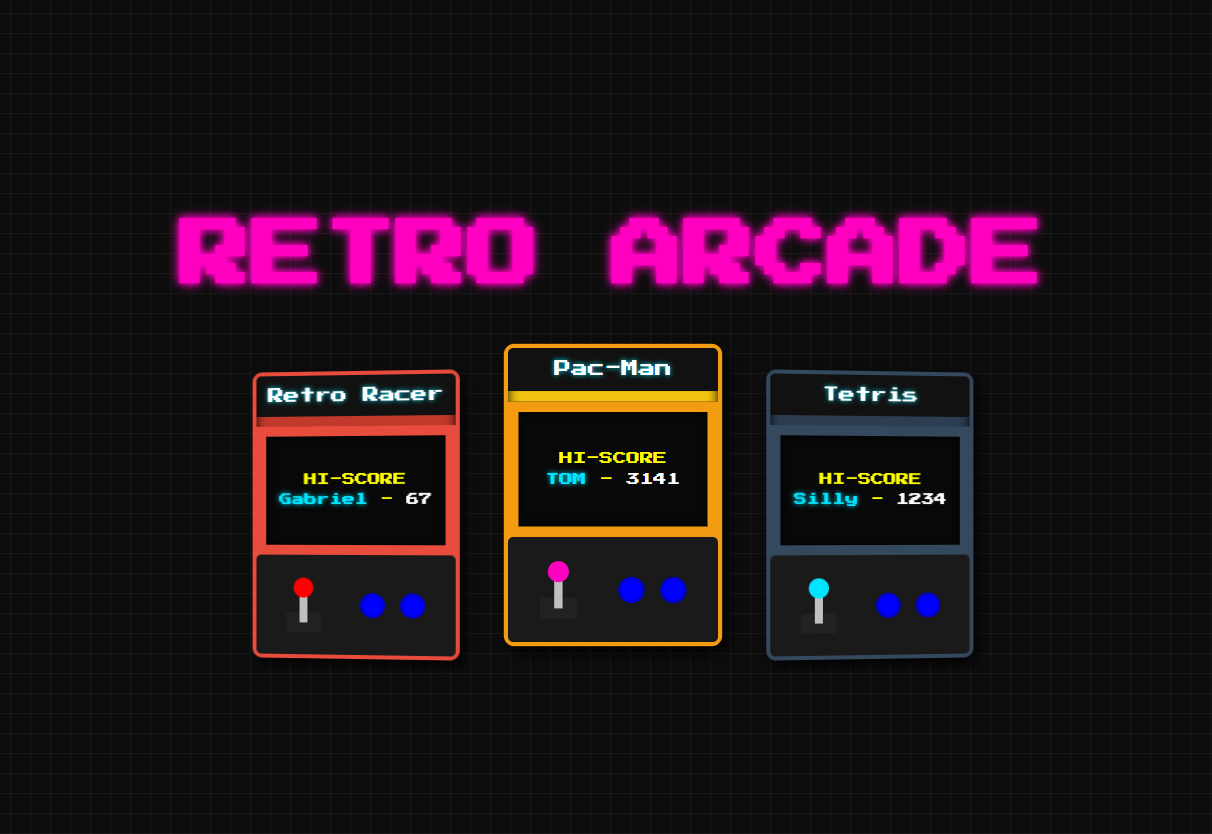 RETRO ARCADE
Retro Racer
HI-SCORE
Gabriel - 67
Pac-Man
HI-SCORE
TOM - 3141
Tetris
HI-SCORE
Silly - 1234